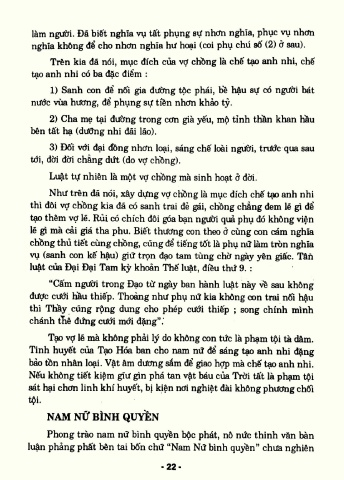 làm người. Đã biết nghĩa vụ tất phụng sự nhơn nghĩa, phục vụ nhơn
nghĩa không để cho nhơn nghĩa hư hoại (coi phụ chú số (2) ở sau).
Trên kia đã nói, mục đích của vợ chồng là chế tạo anh nhi, chế
tạo anh nhi có ba đặc điểm :
1) Sanh con để nối gia đường tộc phái, bề hậu sự có người bát
nước vùa hương, để phụng sự tiền nhơn khảo tỷ.
2) Cha mẹ tại đường trong cơn già yếu, mộ tinh thần khan hầu
bên tất hạ (dưỡng nhi đãi lão).
3) Đối với đại đồng nhơn loại, sáng chế loài người, trước qua sau
tới, đời đời chẳng dứt (do vợ chồng).
Luật tự nhiên là một vợ chồng mà sinh hoạt ở đời.
Như trên đã nói, xây dựng vợ chồng là mục đích chế tạo anh nhi
thì đôi vợ chồng kia đã có sanh trai đẻ gái, chồng chẳng đem lẽ gì để
tạo thêm vợ lẽ. Rủi có chích đôi góa bạn người quả phụ đó không viện
lẽ gì mà cải giá tha phu. Biết thương con theo ở cùng con cám nghĩa
chồng thủ tiết cùng chồng, cũng để tiếng tốt là phụ nữ làm tròn nghĩa
vụ (sanh con kế hậu) giữ trọn đạo tam tùng chờ ngày yên giấc. Tân
luật của Đại Đại Tam kỳ khoản Thế luật, điều thứ 9. :
“Cấm người trong Đạo từ ngày ban hành luật này về sau không
được cưới hầu thiếp. Thoảng như phụ nữ kia không con trai nối hậu
thì Thầy cúng rộng dung cho phép cưới thiếp ; song chính mình
chánh thê đứng cưới mới đặng”.
Tạo vợ lẽ mà không phải lý do không con tức là phạm tội tà dâm.
Tinh huyết của Tạo Hóa ban cho nam nữ để sáng tạo anh nhi đặng
bảo tồn nhân loại. Vật âm dương sắm để giao hợp mà chế tạo anh nhi.
Nếu không tiết kiệm giữ gìn phá tan vật báu của Trời tất là phạm tội
sát hại chơn linh khí huyết, bị kiện nơi nghiệt đài không phương chối
tội.
NAM NỮ BÌNH QUYỀN
Phong trào nam nữ bình quyền bộc phát, nô nức thinh văn bàn
luận phảng phất bên tai bốn chữ “Nam Nữ bình quyền” chưa nghiên
- 22 -